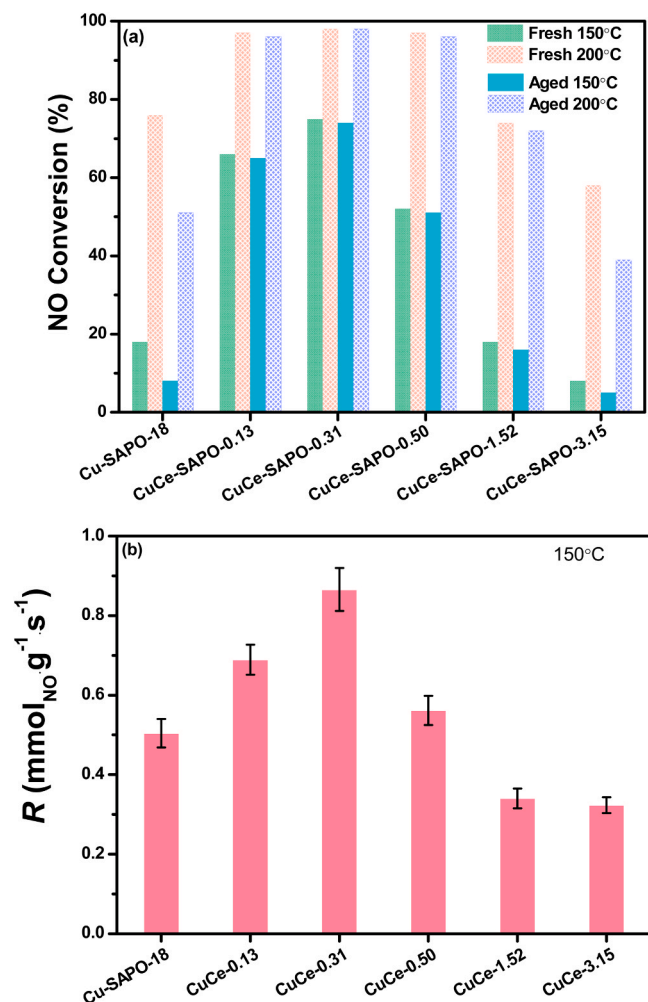 (a)
Fresh 150°C
Fresh 200°C
Aged 150°C
Aged 200°C
NO Conversion (%)
100
80
60
40
20
0
Cu-SAPO-18
CuCe-SAPO-0.13
CuCe-SAPO-0.31
CuCe-SAPO-0.50
CuCe-SAPO-1.52
CuCe-SAPO-3.15
(b)
150°C
R (mmol_NO·g⁻¹·s⁻¹)
1.0
0.8
0.6
0.4
0.2
0.0
Cu-SAPO-18
CuCe-0.13
CuCe-0.31
CuCe-0.50
CuCe-1.52
CuCe-3.15